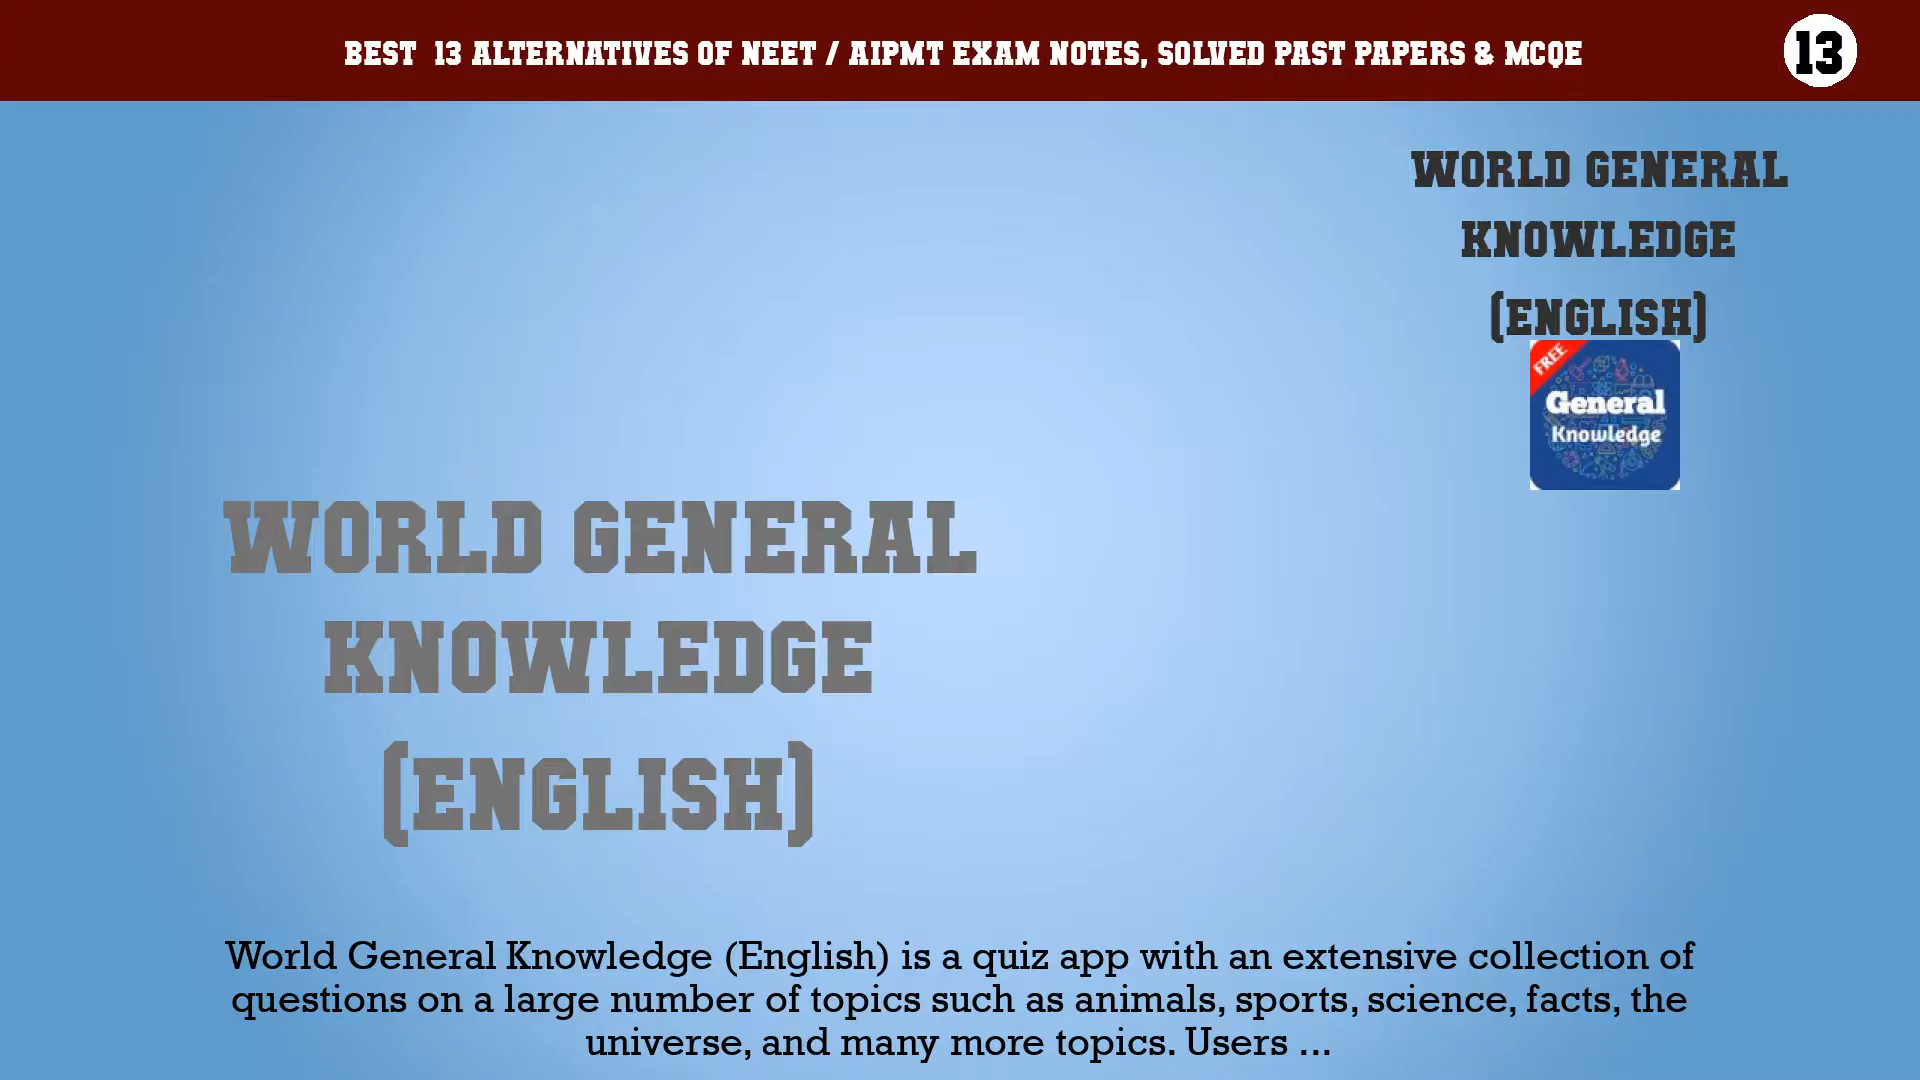 BEST 13 ALTERNATIVES OF NEET / AIPMT EXAM NOTES, SOLVED PAST PAPERS & MCQE
13
WORLD GENERAL
KNOWLEDGE
(ENGLISH)
FREE
General
Knowledge
WORLD GENERAL
KNOWLEDGE
(ENGLISH)
World General Knowledge (English) is a quiz app with an extensive collection of
questions on a large number of topics such as animals, sports, science, facts, the
universe, and many more topics. Users ...